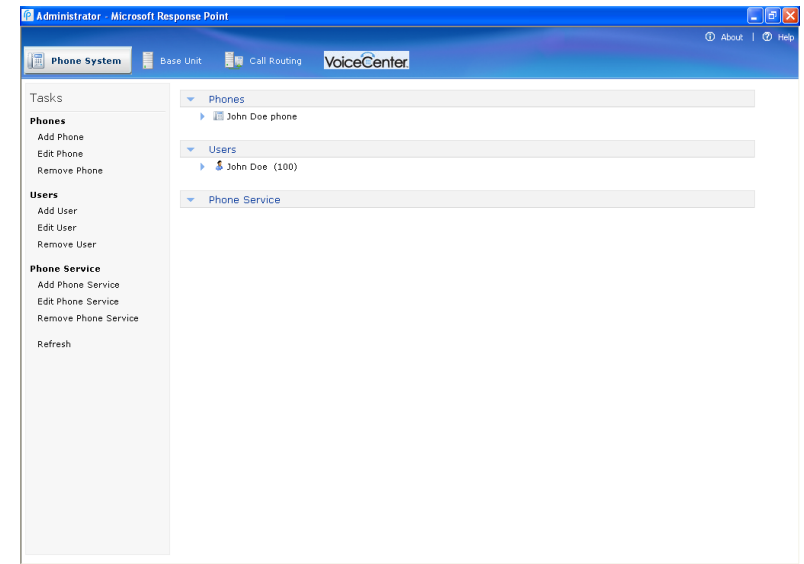 Administrator - Microsoft Response Point
About | Help
Phone System
Base Unit
Call Routing
VoiceCenter.
Tasks
Phones
Add Phone
Edit Phone
Remove Phone
Users
Add User
Edit User
Remove User
Phone Service
Add Phone Service
Edit Phone Service
Remove Phone Service
Refresh
Phones
John Doe phone
Users
John Doe (100)
Phone Service